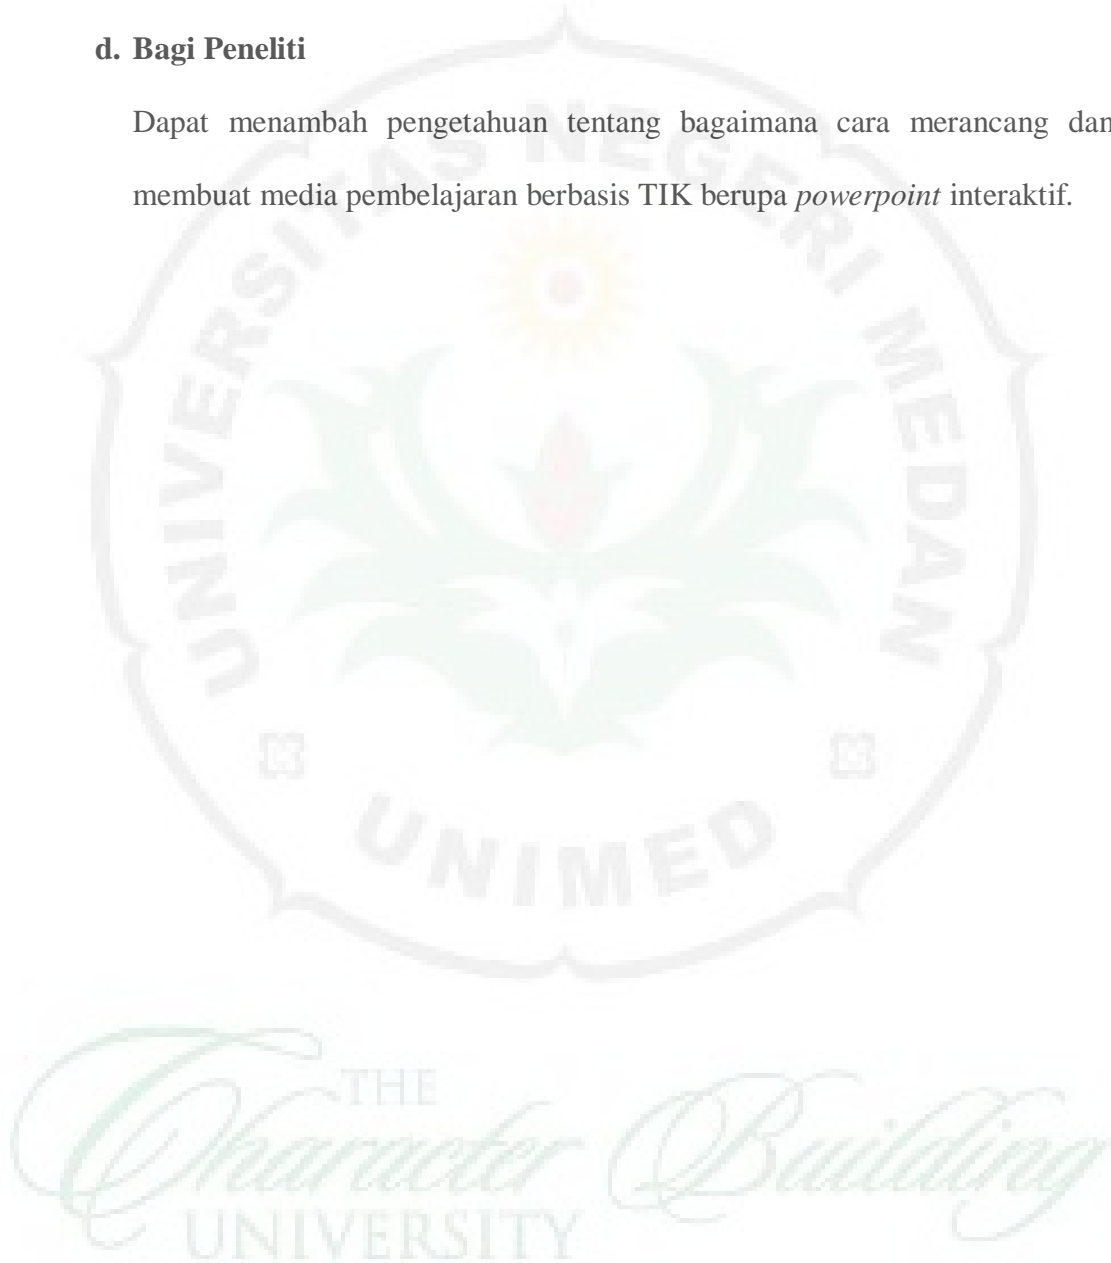 d. Bagi Peneliti
Dapat menambah pengetahuan tentang bagaimana cara merancang dan
membuat media pembelajaran berbasis TIK berupa powerpoint interaktif.
UNIVERSITAS NEGERI MEDAN
UNIMED
THE
Character Building
UNIVERSITY